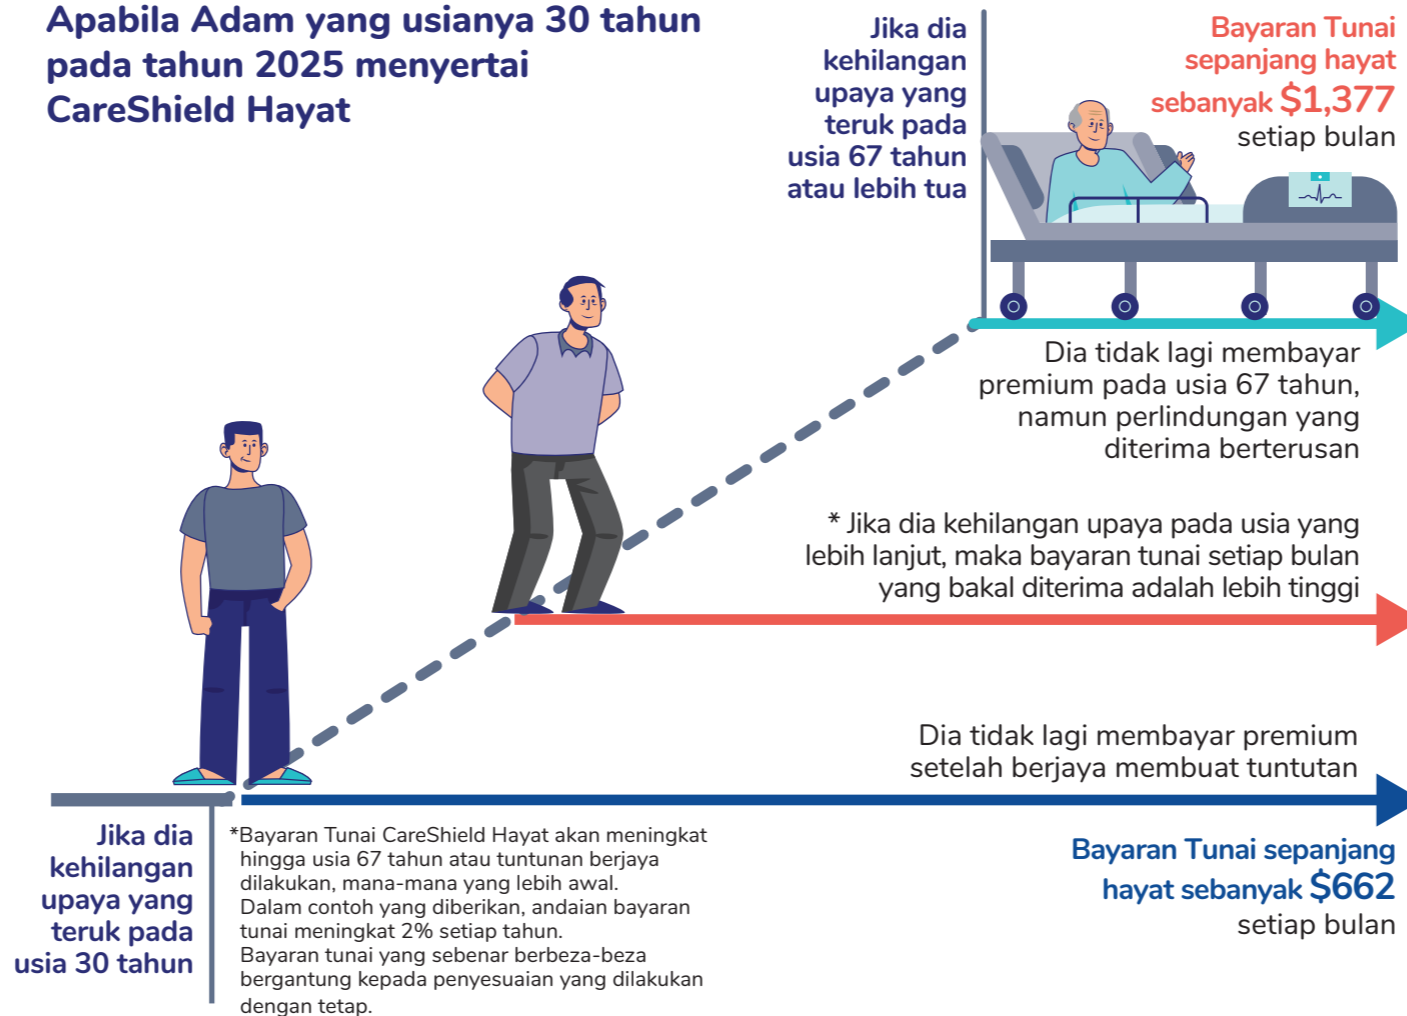 Apabila Adam yang usianya 30 tahun
pada tahun 2025 menyertai
CareShield Hayat
Jika dia
kehilangan
upaya yang
teruk pada
usia 67 tahun
atau lebih tua
Bayaran Tunai
sepanjang hayat
sebanyak $1,377
setiap bulan
Dia tidak lagi membayar
premium pada usia 67 tahun,
namun perlindungan yang
diterima berterusan
* Jika dia kehilangan upaya pada usia yang
lebih lanjut, maka bayaran tunai setiap bulan
yang bakal diterima adalah lebih tinggi
Dia tidak lagi membayar premium
setelah berjaya membuat tuntutan
Jika dia
kehilangan
upaya yang
teruk pada
usia 30 tahun
*Bayaran Tunai CareShield Hayat akan meningkat
hingga usia 67 tahun atau tuntunan berjaya
dilakukan, mana-mana yang lebih awal.
Dalam contoh yang diberikan, andaian bayaran
tunai meningkat 2% setiap tahun.
Bayaran tunai yang sebenar berbeza-beza
bergantung kepada penyesuaian yang dilakukan
dengan tetap.
Bayaran Tunai sepanjang
hayat sebanyak $662
setiap bulan